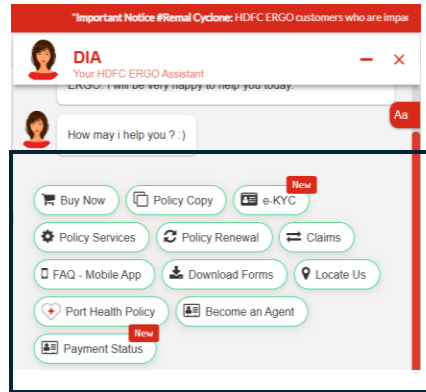 "Important Notice #Remal Cyclone: HDFC ERGO customers who are impac
DIA
Your HDFC ERGO Assistant
ERGO. I will be very happy to help you today.
Aa
How may i help you ? :)
New
Buy Now Policy Copy e-KYC
Policy Services Policy Renewal Claims
FAQ - Mobile App Download Forms Locate Us
Port Health Policy Become an Agent
New
Payment Status